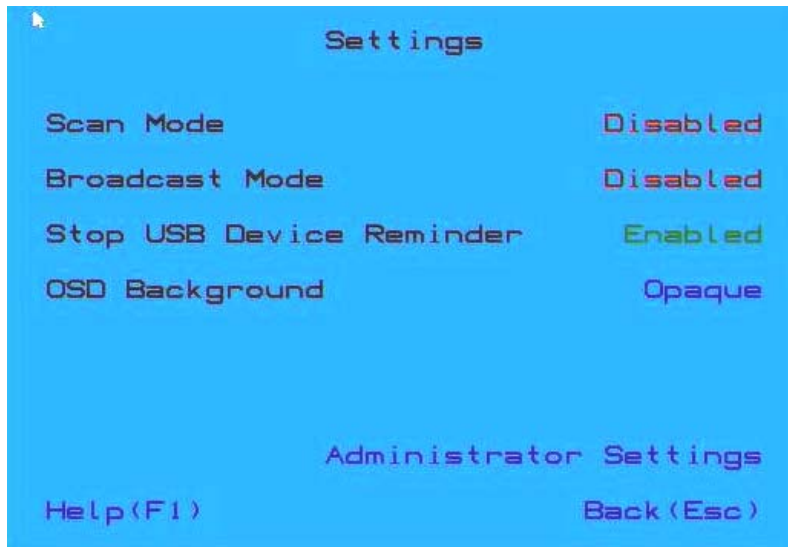 Settings
Scan Mode Disabled
Broadcast Mode Disabled
Stop USB Device Reminder Enabled
OSD Background Opaque
Administrator Settings
Help(F1) Back(Esc)